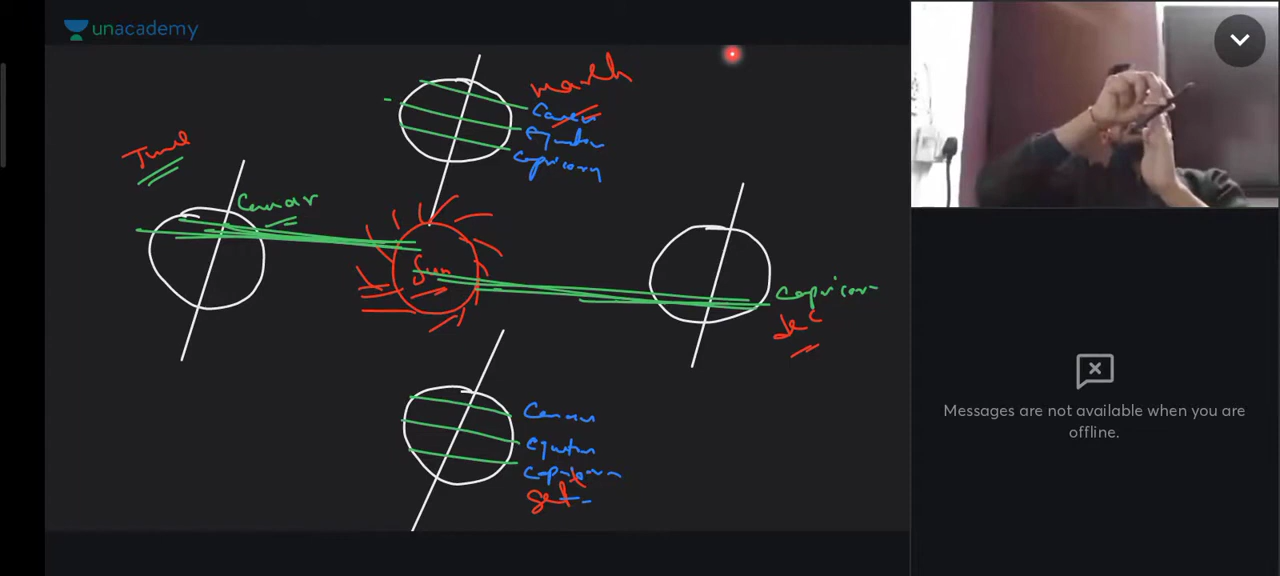 unacademy
March
Cancer
Equator
Capricorn
June
Cancer
Sun
Capricorn
dec
Cancer
Equator
Capricorn
Sept
Messages are not available when you are
offline.